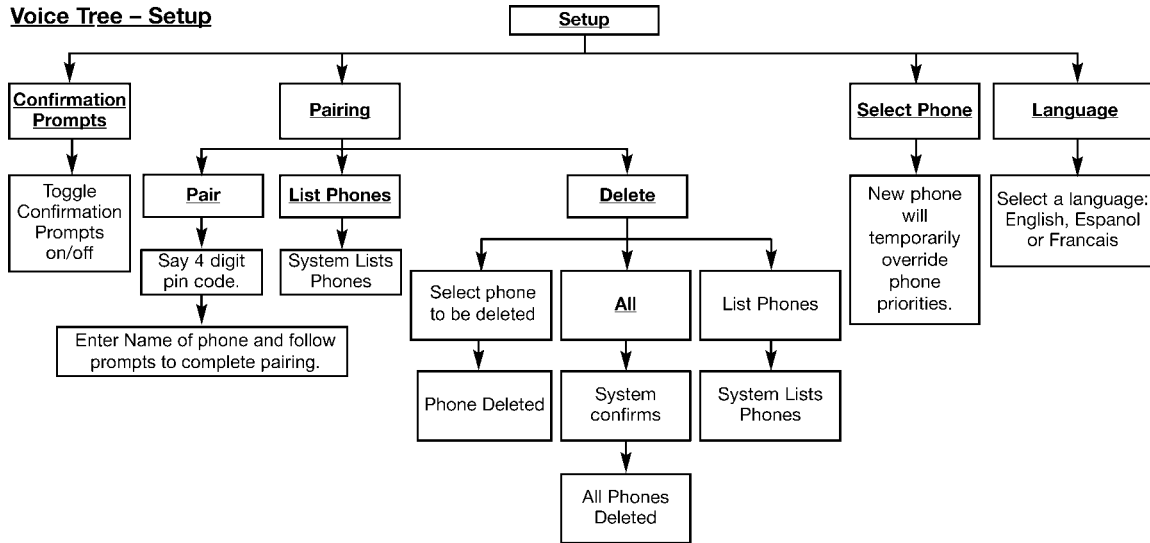 Voice Tree – Setup
Setup
Confirmation
Prompts
Pairing
Select Phone
Language
Toggle
Confirmation
Prompts
on/off
Pair
List Phones
Delete
New phone
will
temporarily
override
phone
priorities.
Select a language:
English, Espanol
or Francais
Say 4 digit
pin code.
System Lists
Phones
Select phone
to be deleted
All
List Phones
Enter Name of phone and follow
prompts to complete pairing.
Phone Deleted
System
confirms
System Lists
Phones
All Phones
Deleted